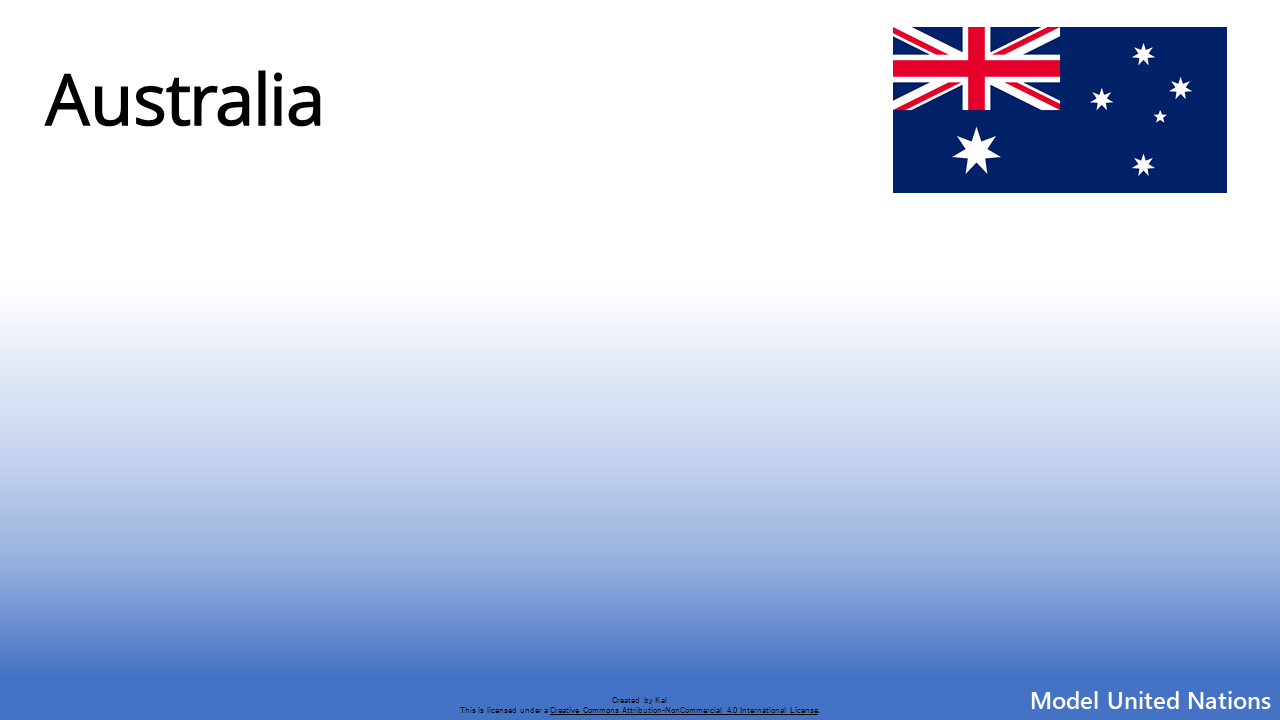 Australia
Created by Kai
This is licensed under a Creative Commons Attribution-NonCommercial 4.0 International License.
Model United Nations